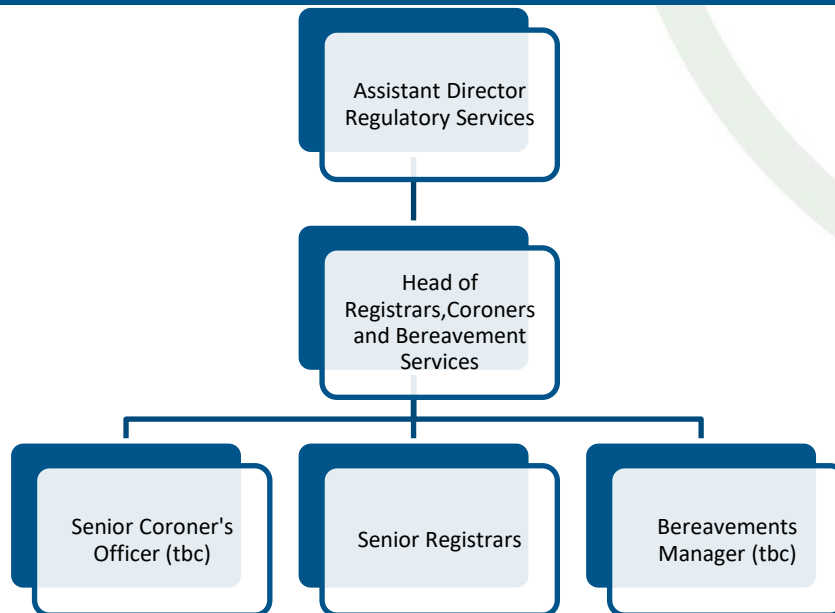 Assistant Director
Regulatory Services
Head of
Registrars,Coroners
and Bereavement
Services
Senior Coroner's
Officer (tbc)
Senior Registrars
Bereavements
Manager (tbc)